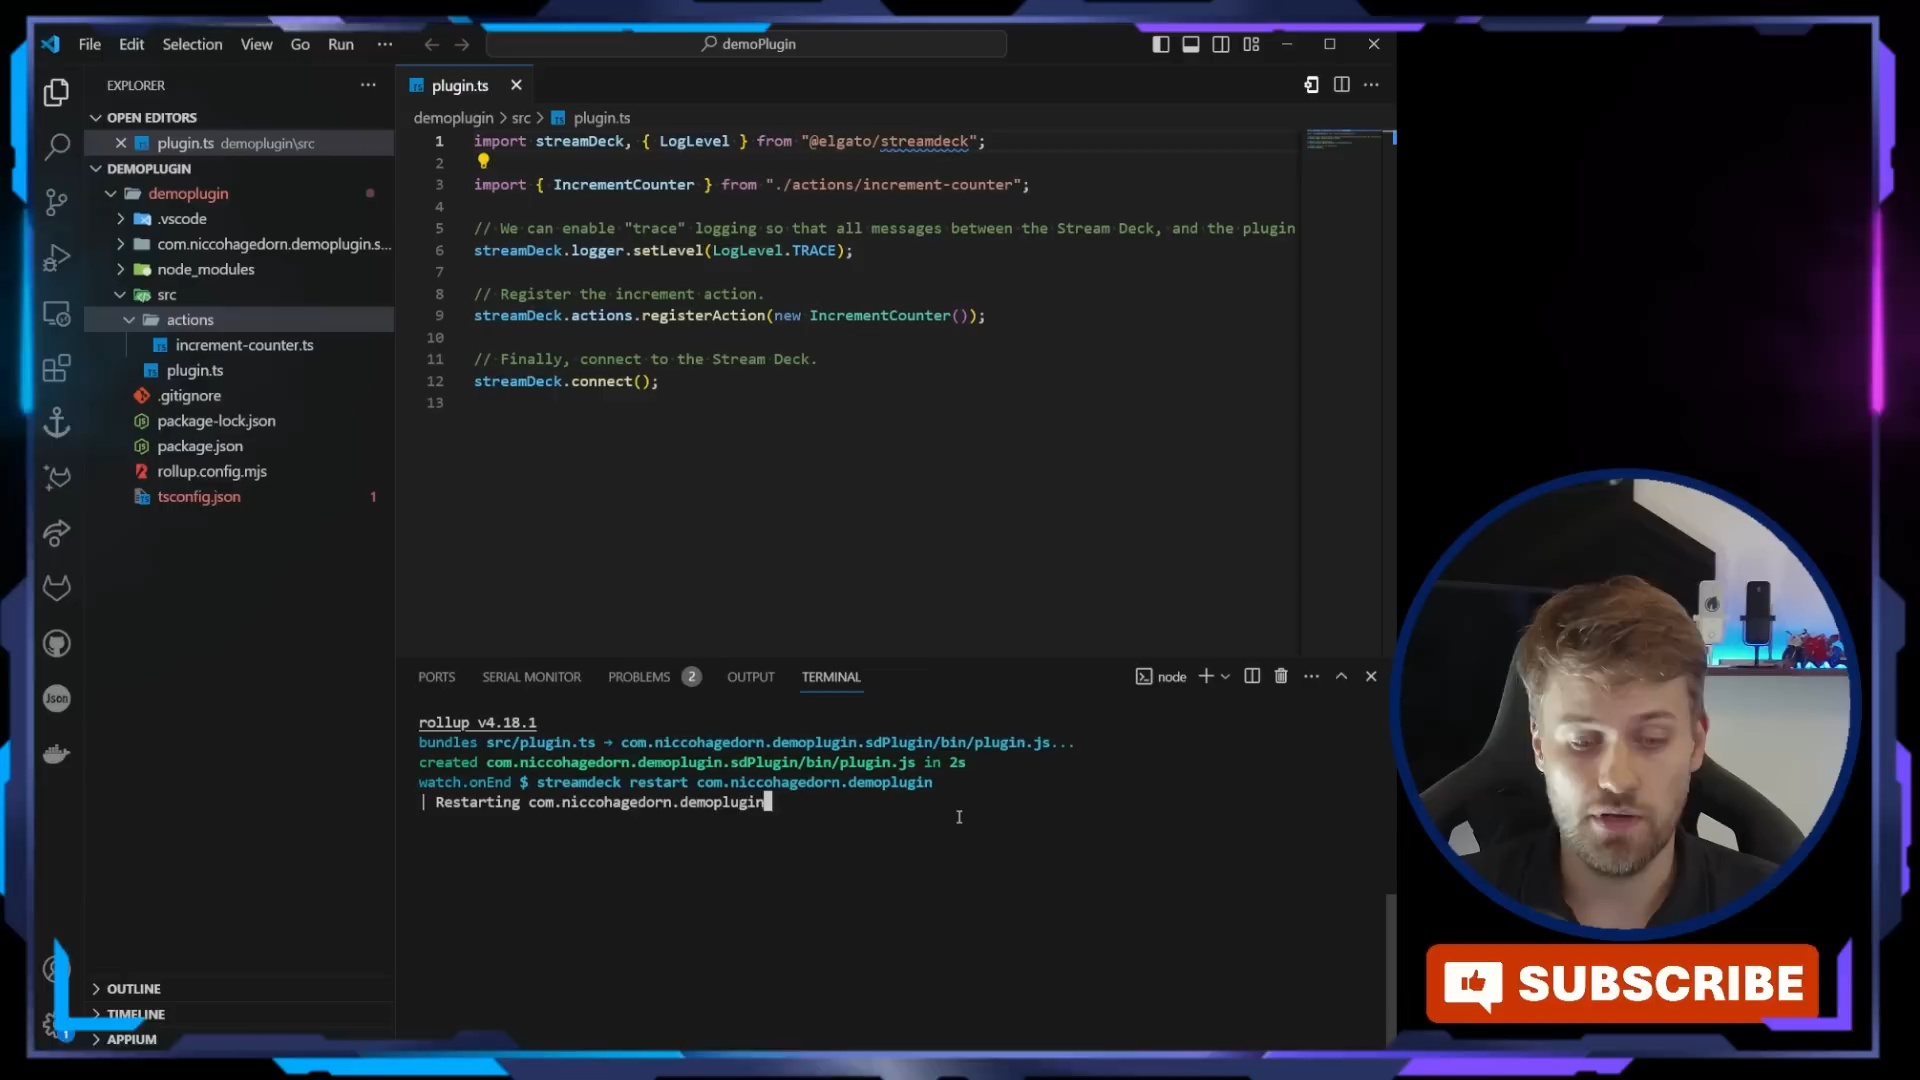 File Edit Selection View Go Run ··· demoPlugin
EXPLORER
OPEN EDITORS
plugin.ts demoplugin\src
DEMOPLUGIN
demoplugin
.vscode
com.niccohagedorn.demoplugin.s...
node_modules
src
actions
increment-counter.ts
plugin.ts
.gitignore
package-lock.json
package.json
rollup.config.mjs
tsconfig.json 1
OUTLINE
TIMELINE
APPIUM
Json
1
plugin.ts
demoplugin > src > plugin.ts
1 import streamDeck, { LogLevel } from "@elgato/streamdeck";
2
3 import { IncrementCounter } from "./actions/increment-counter";
4
5 // We can enable "trace" logging so that all messages between the Stream Deck, and the plugin
6 streamDeck.logger.setLevel(LogLevel.TRACE);
7
8 // Register the increment action.
9 streamDeck.actions.registerAction(new IncrementCounter());
10
11 // Finally, connect to the Stream Deck.
12 streamDeck.connect();
13
PORTS SERIAL MONITOR PROBLEMS 2 OUTPUT TERMINAL node
rollup v4.18.1
bundles src/plugin.ts → com.niccohagedorn.demoplugin.sdPlugin/bin/plugin.js...
created com.niccohagedorn.demoplugin.sdPlugin/bin/plugin.js in 2s
watch.onEnd $ streamdeck restart com.niccohagedorn.demoplugin
| Restarting com.niccohagedorn.demoplugin
SUBSCRIBE